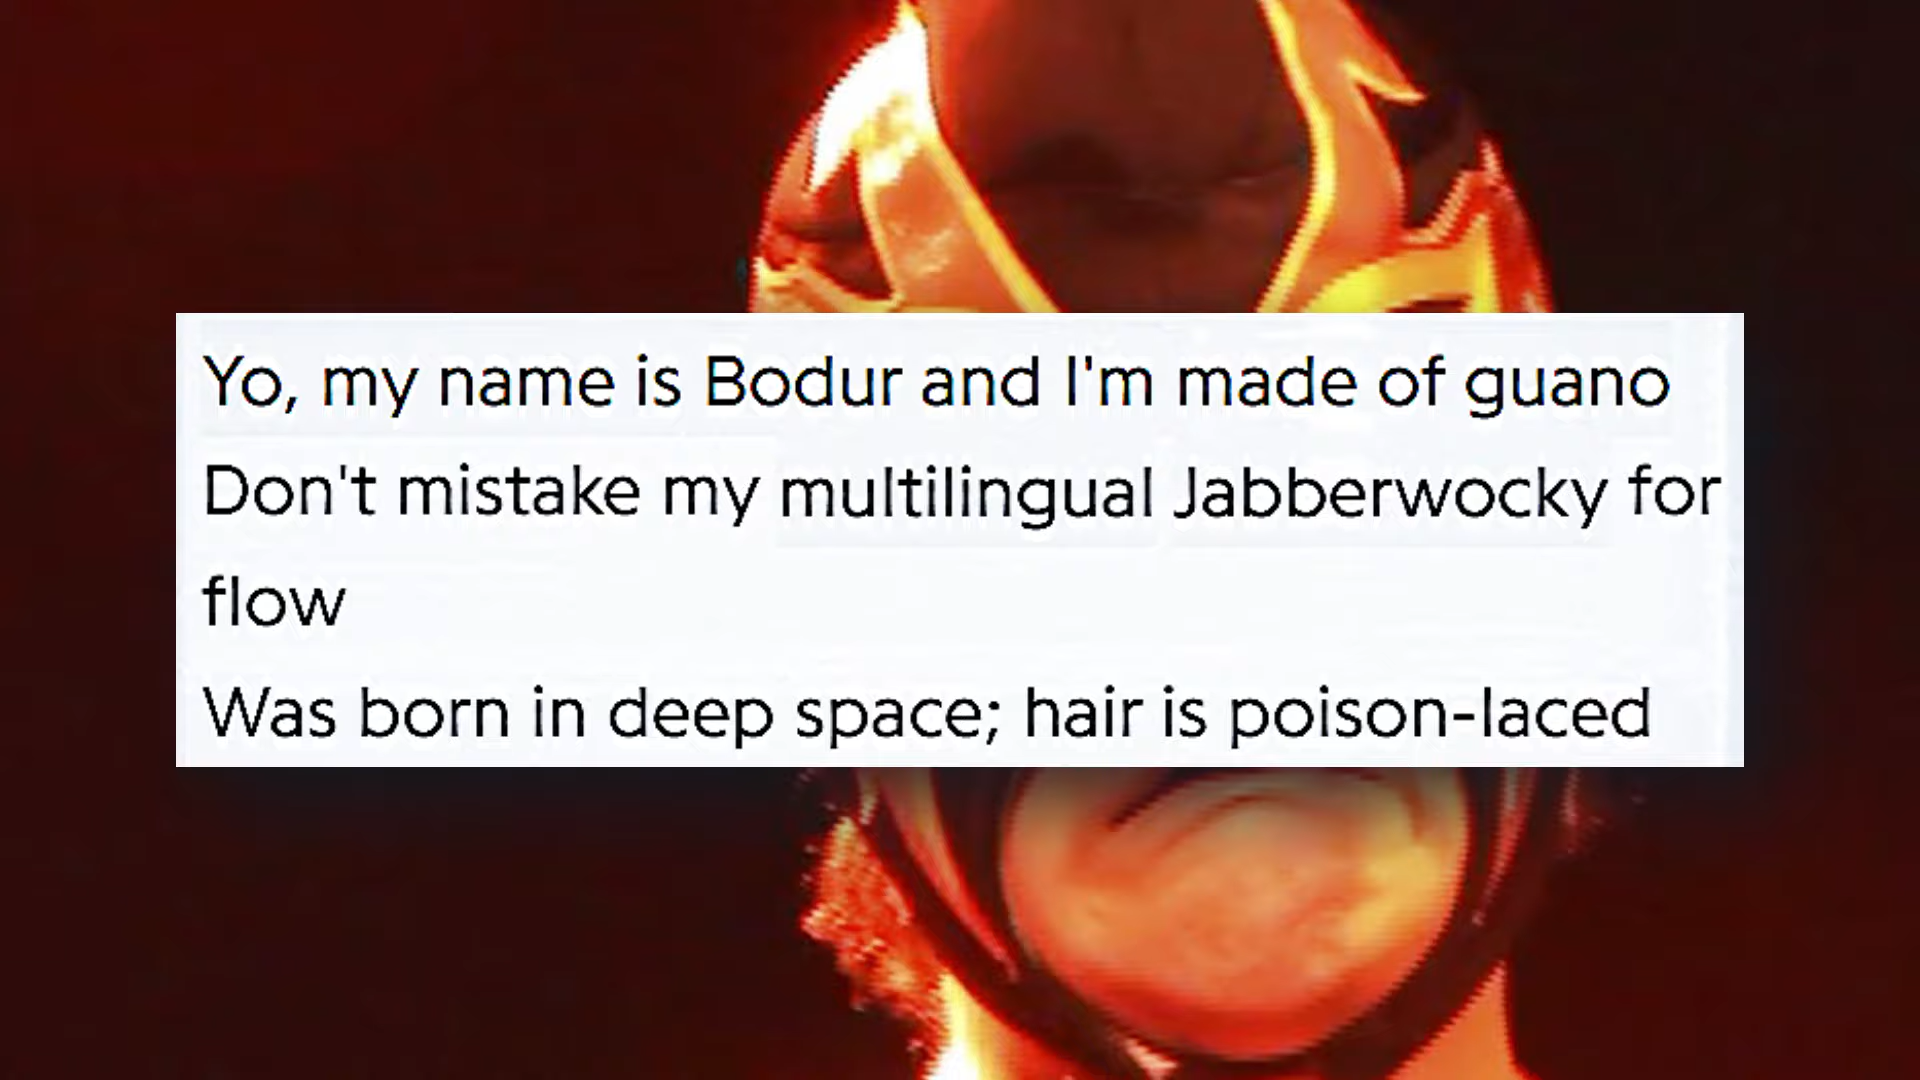 Yo, my name is Bodur and I'm made of guano
Don't mistake my multilingual Jabberwocky for
flow
Was born in deep space; hair is poison-laced